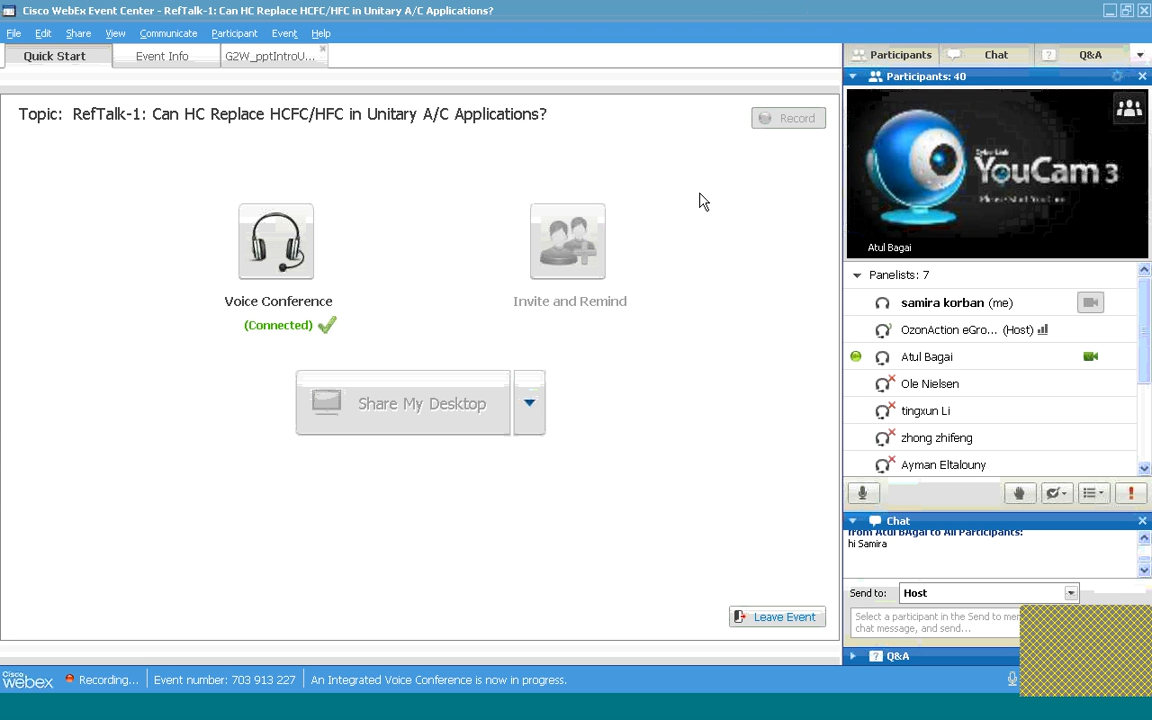 Cisco WebEx Event Center - RefTalk-1: Can HC Replace HCFC/HFC in Unitary A/C Applications?
File Edit Share View Communicate Participant Event Help
Quick Start Event Info G2W_pptIntroU... Participants Chat Q&A
Participants: 40
Topic: RefTalk-1: Can HC Replace HCFC/HFC in Unitary A/C Applications?
Record
CyberLink
YouCam 3
Please Start YouCam
Atul Bagai
Panelists: 7
Voice Conference
Invite and Remind
samira korban (me)
(Connected)
OzonAction eGro... (Host)
Atul Bagai
Ole Nielsen
Share My Desktop
tingxun Li
zhong zhifeng
Ayman Eltalouny
Chat
from Atul BAgai to All Participants:
hi Samira
Send to: Host
Leave Event
Select a participant in the Send to
chat message, and send...
Q&A
Cisco
webex Recording... Event number: 703 913 227 An Integrated Voice Conference is now in progress.